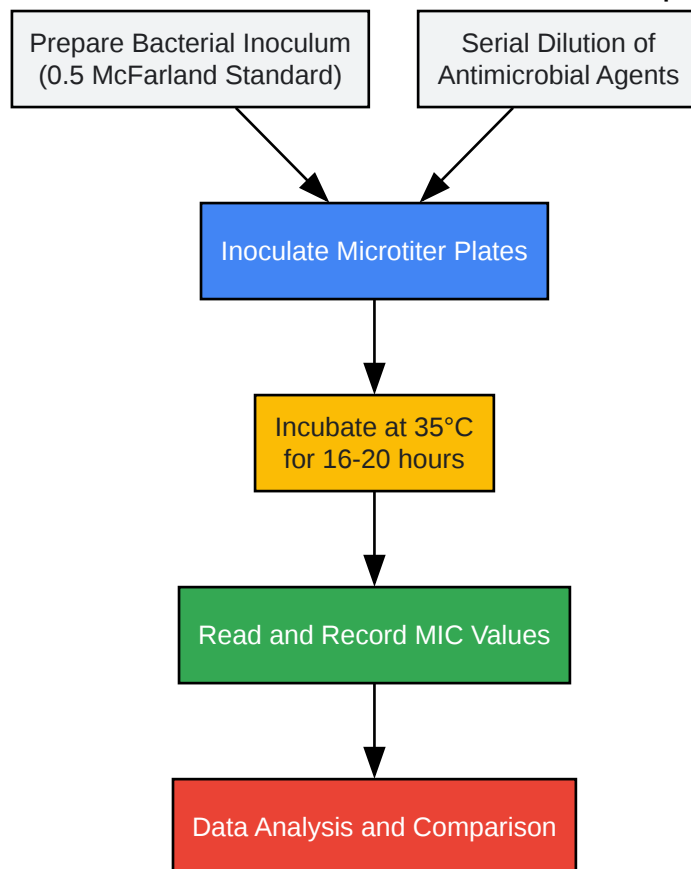 Prepare Bacterial Inoculum
(0.5 McFarland Standard)
Serial Dilution of
Antimicrobial Agents
Inoculate Microtiter Plates
Incubate at 35°C
for 16-20 hours
Read and Record MIC Values
Data Analysis and Comparison